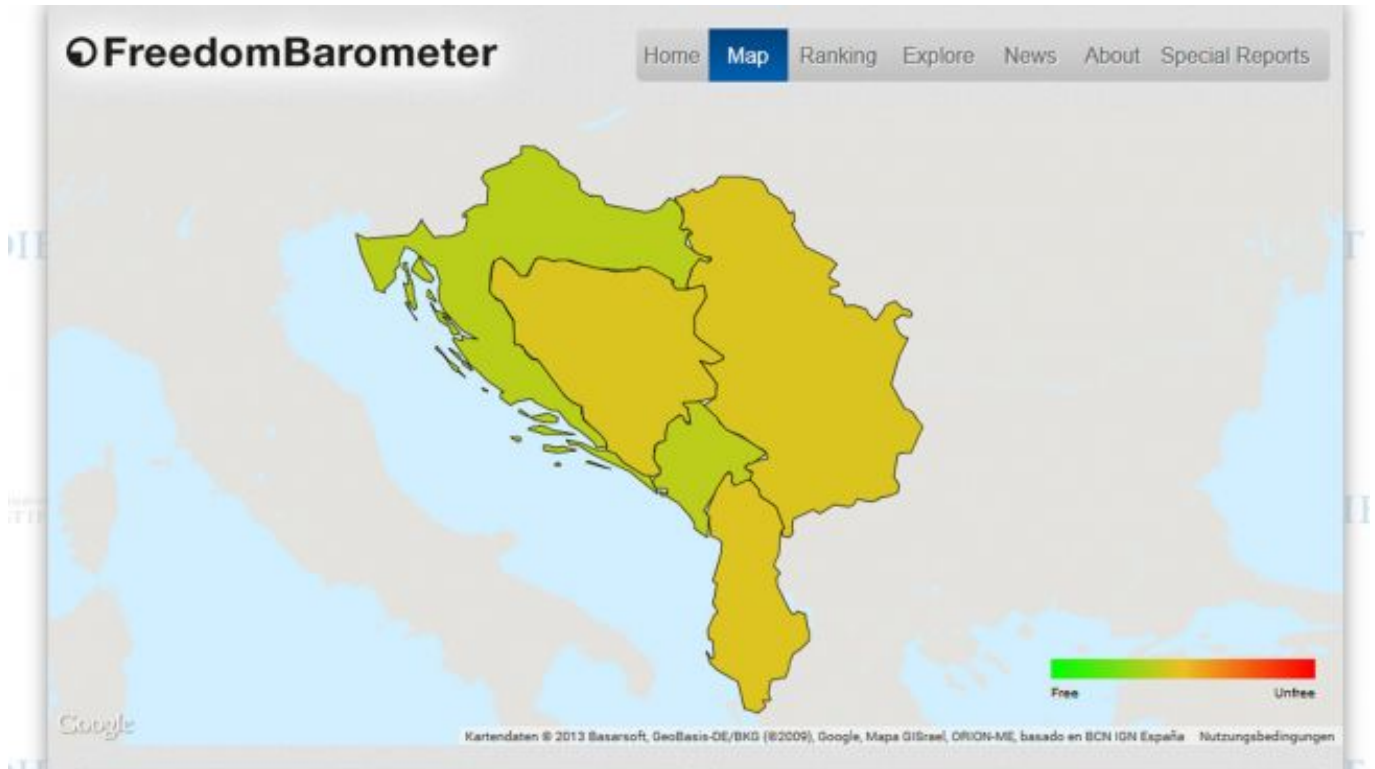 FreedomBarometer
Home Map Ranking Explore News About Special Reports
Free Unfree
Google
Kartendaten © 2013 Basarsoft, GeoBasis-DE/BKG (©2009), Google, Mapa GISrael, ORION-ME, basado en BCN IGN España Nutzungsbedingungen